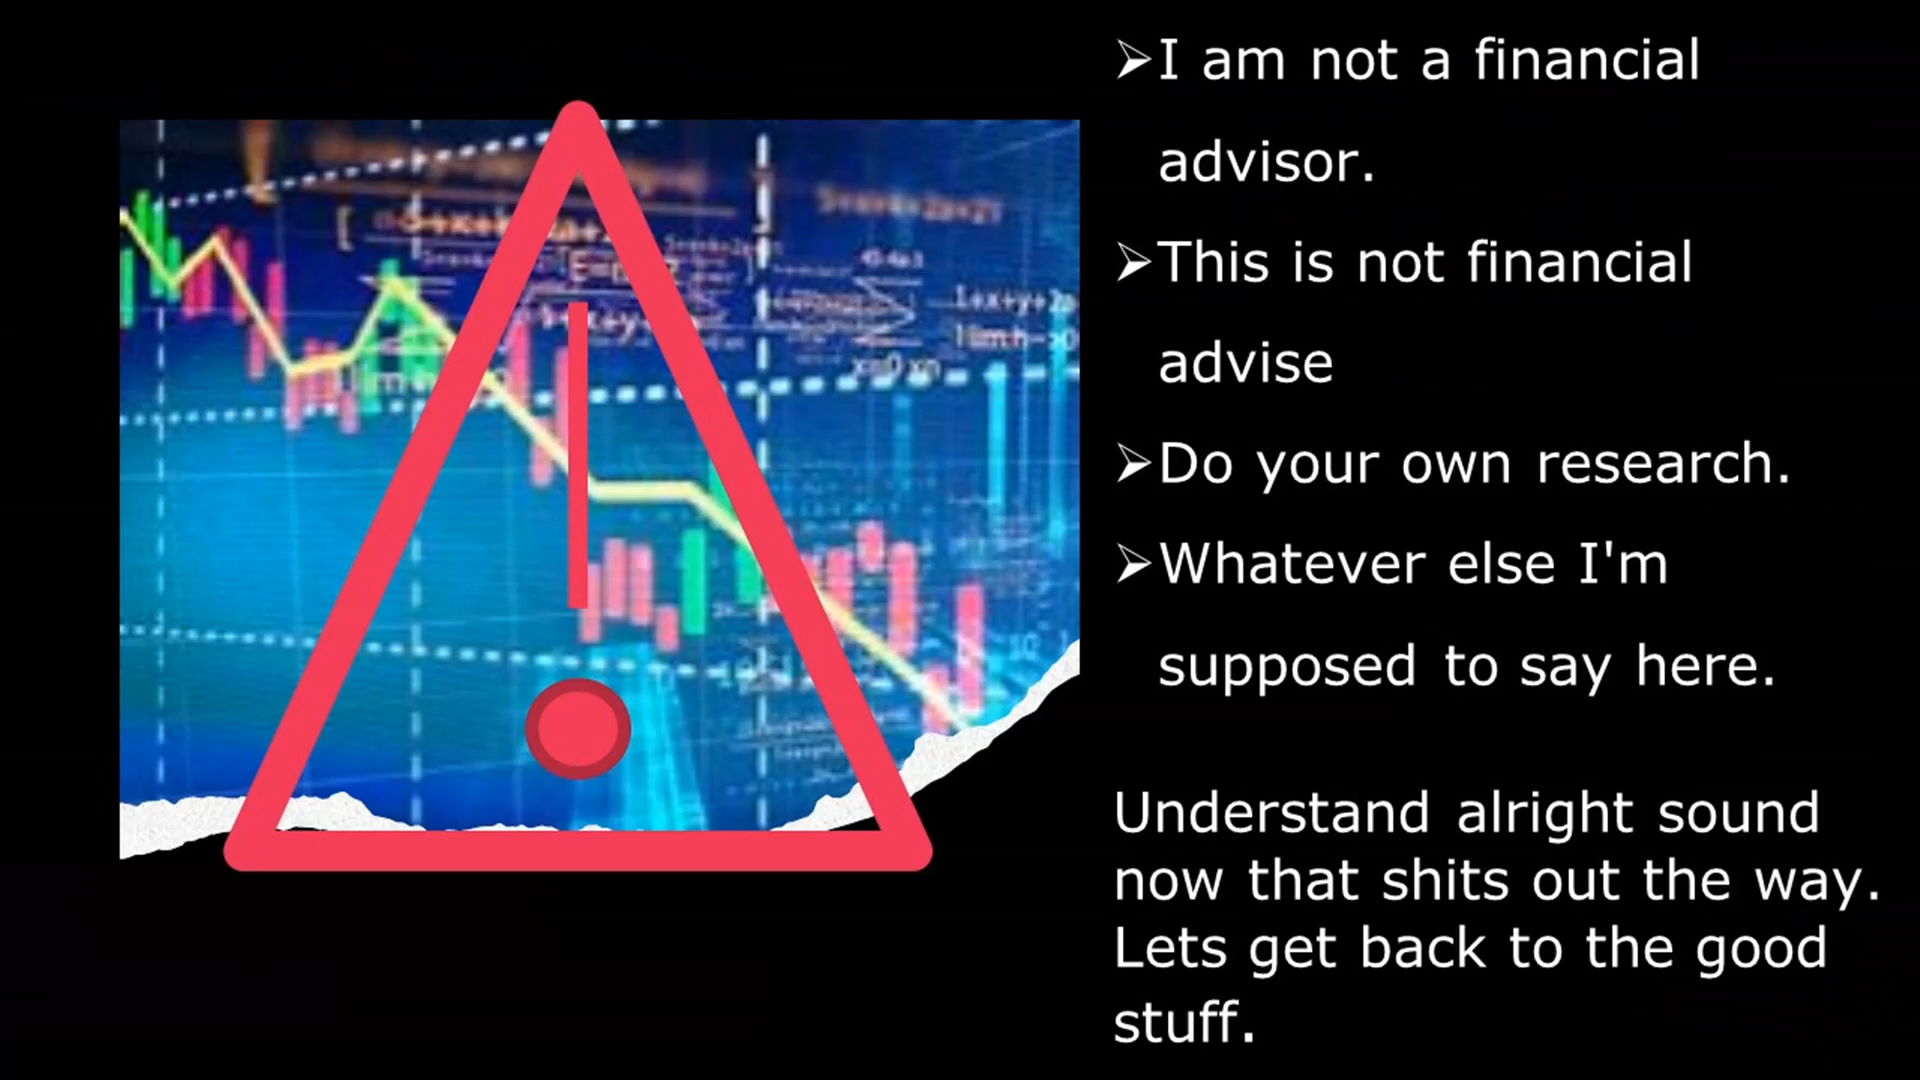 ➢I am not a financial
advisor.
➢This is not financial
advise
➢Do your own research.
➢Whatever else I'm
supposed to say here.
Understand alright sound
now that shits out the way.
Lets get back to the good
stuff.